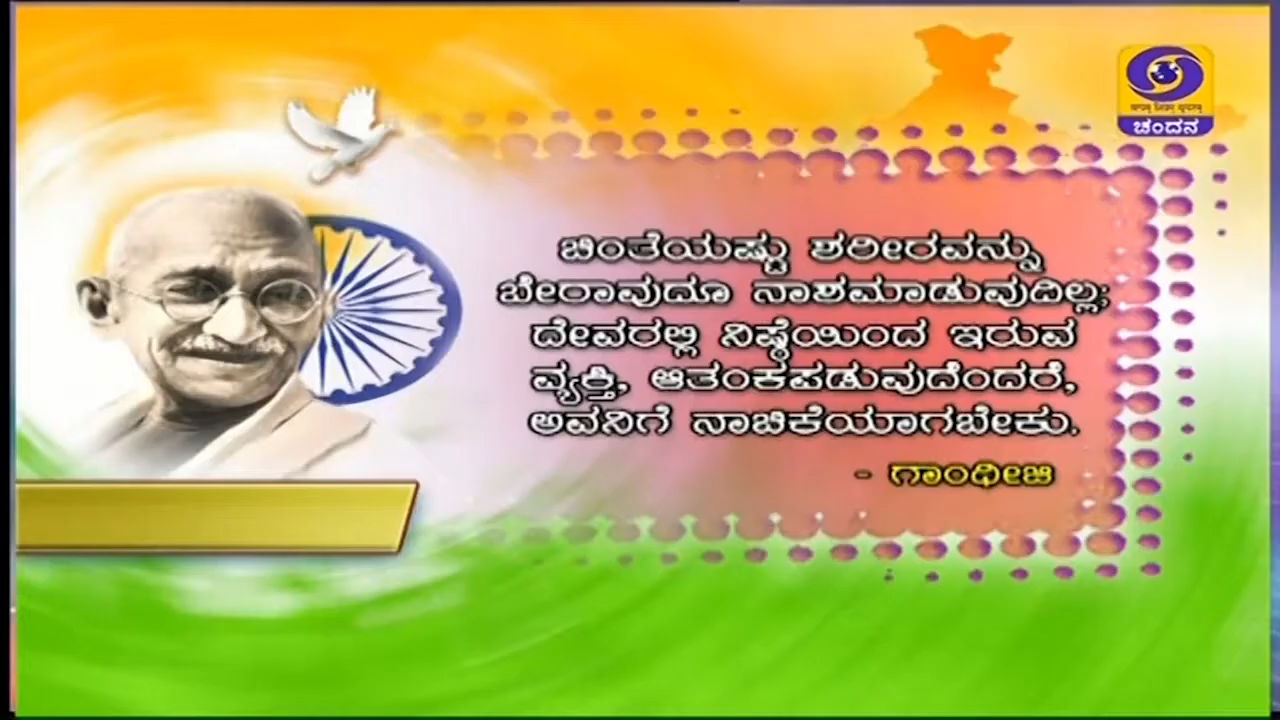 ಚಂದನ
ಚಿಂತೆಯಷ್ಟು ಶರೀರವನ್ನು
ಬೇರಾವುದೂ ನಾಶಮಾಡುವುದಿಲ್ಲ;
ದೇವರಲ್ಲಿ ನಿಷ್ಠೆಯಿಂದ ಇರುವ
ವ್ಯಕ್ತಿ, ಆತಂಕಪಡುವುದೆಂದರೆ,
ಅವನಿಗೆ ನಾಚಿಕೆಯಾಗಬೇಕು.
- ಗಾಂಧೀಜಿ